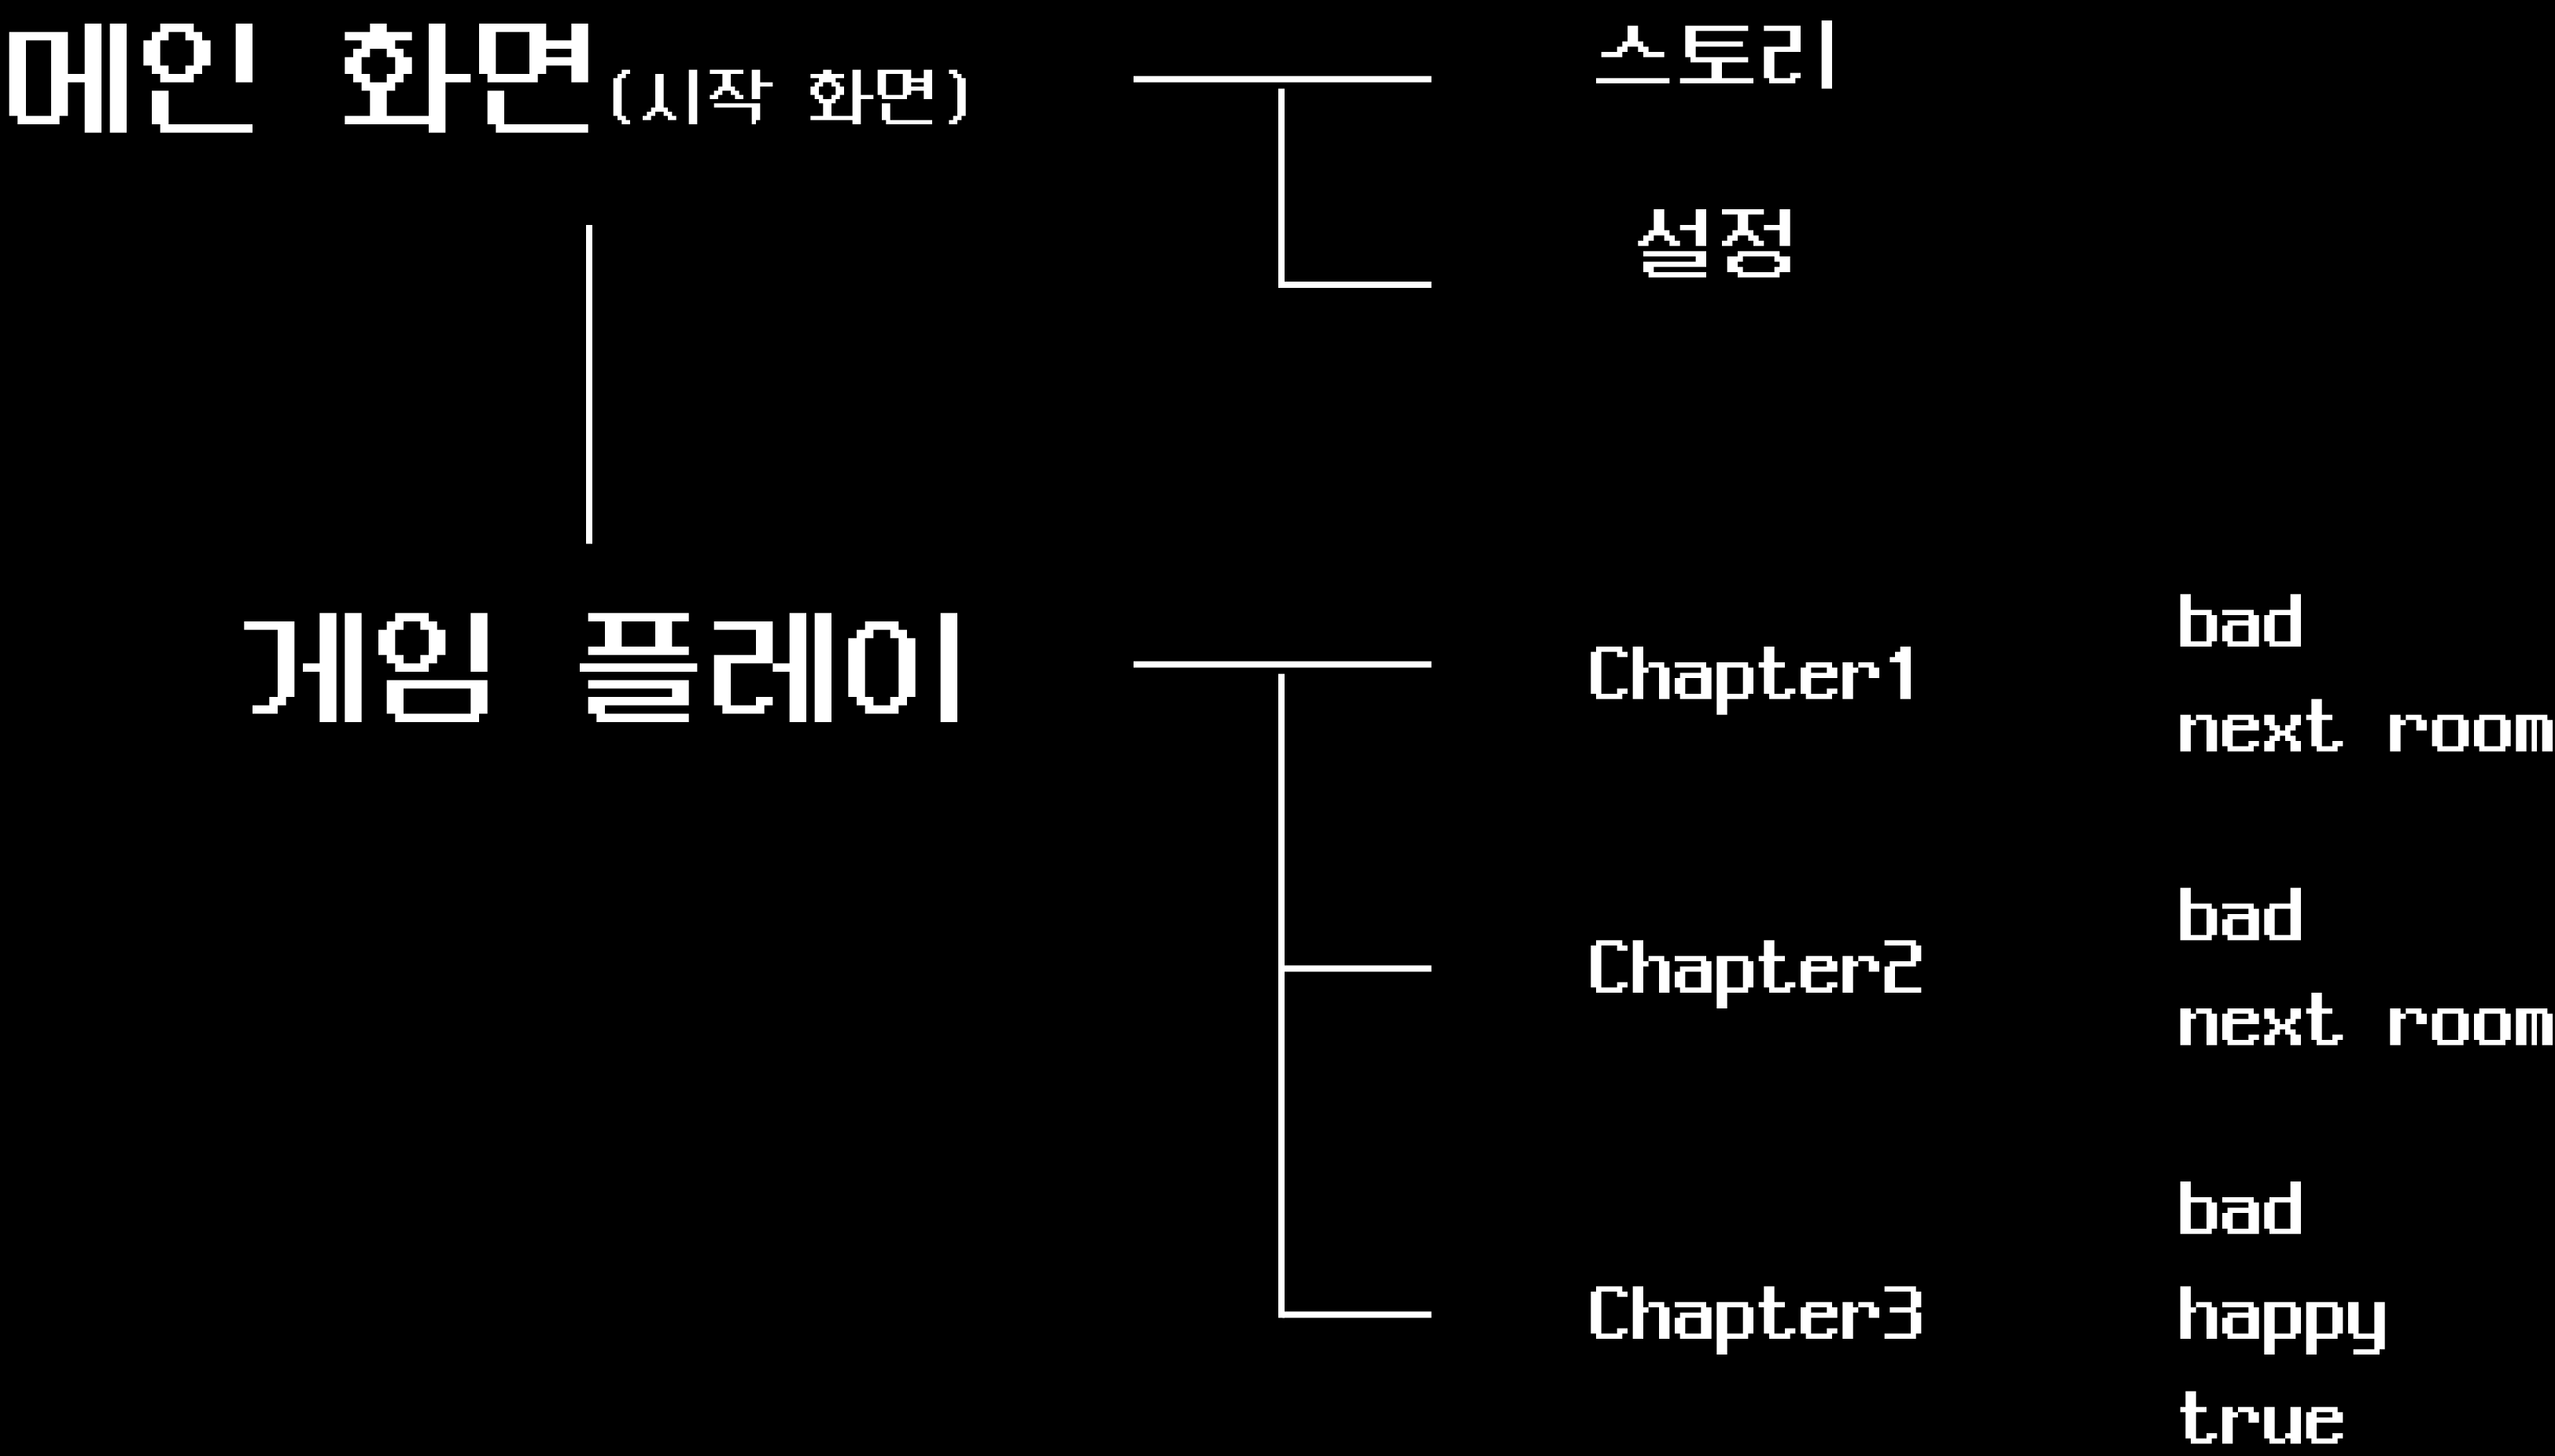 메인 화면(시작 화면)
스토리
설정
게임 플레이
Chapter1
bad
next room
Chapter2
bad
next room
Chapter3
bad
happy
true